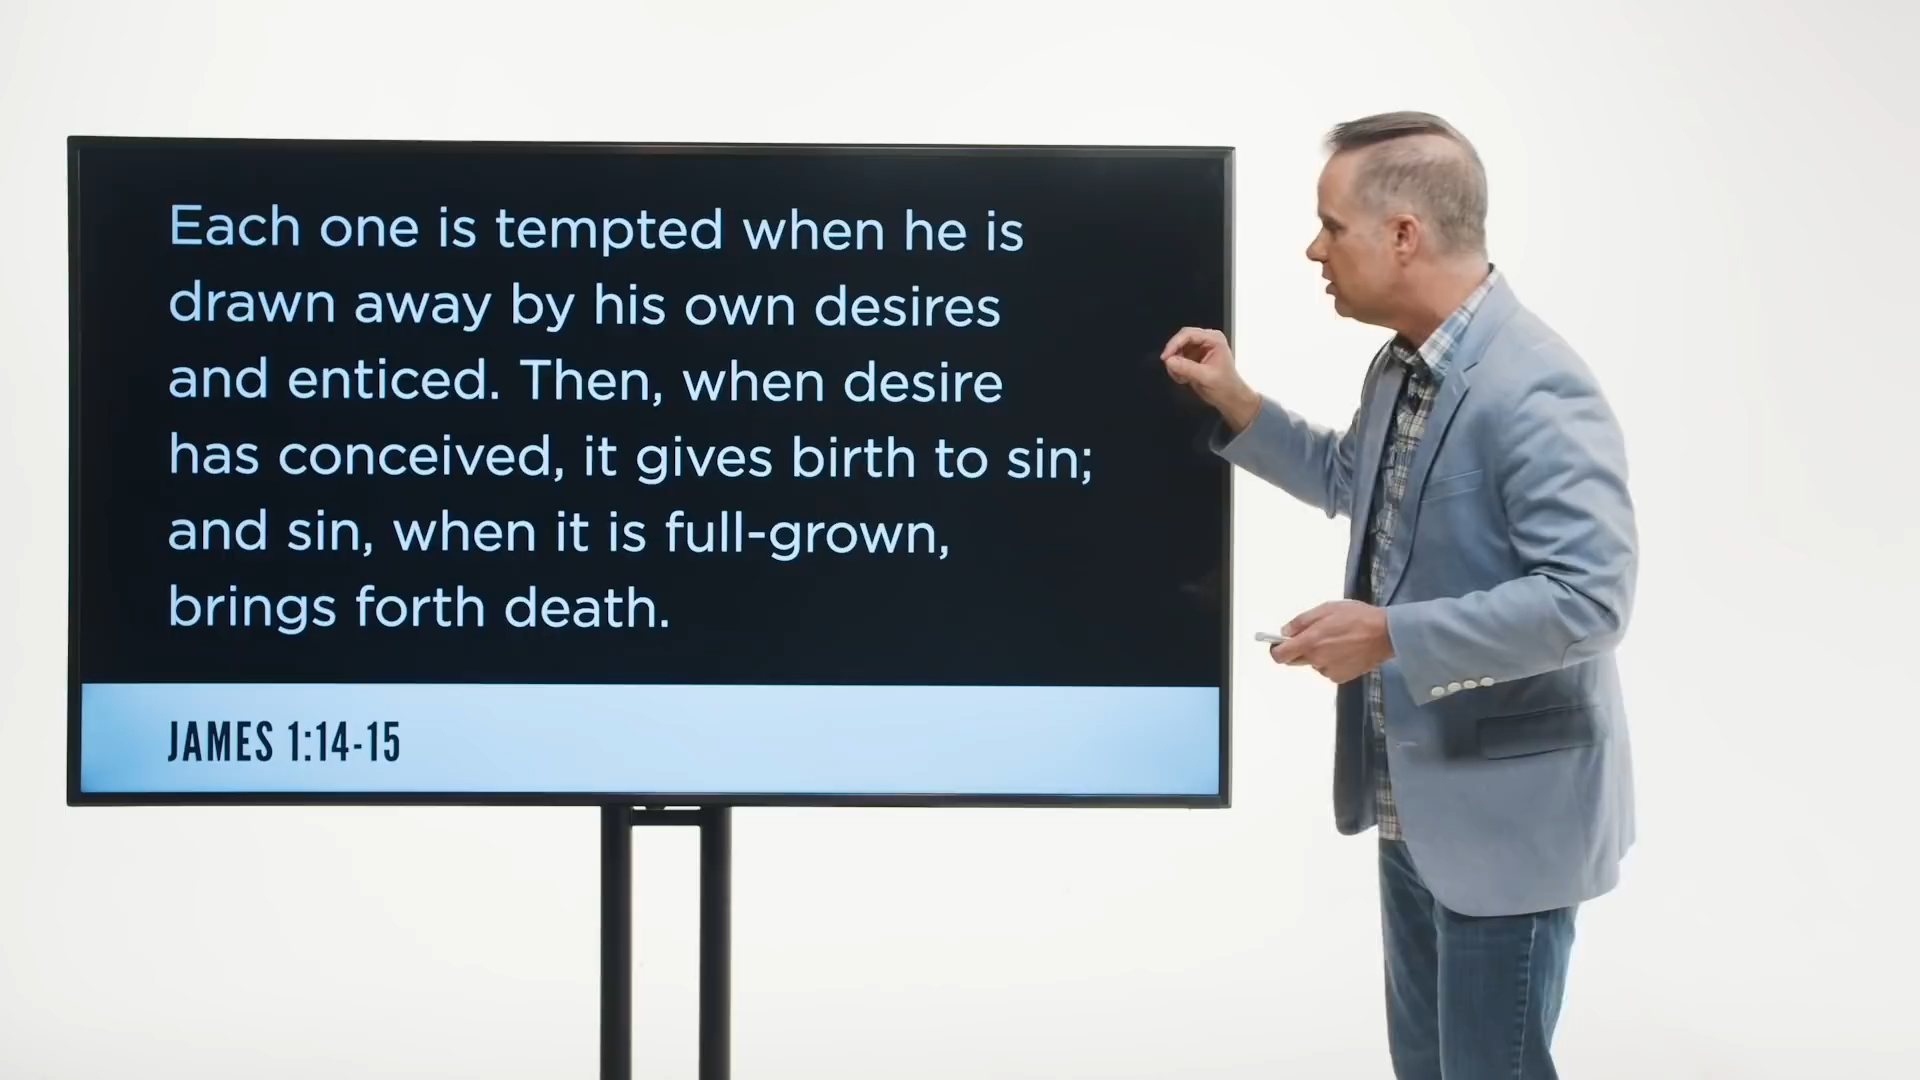 Each one is tempted when he is
drawn away by his own desires
and enticed. Then, when desire
has conceived, it gives birth to sin;
and sin, when it is full-grown,
brings forth death.
JAMES 1:14-15